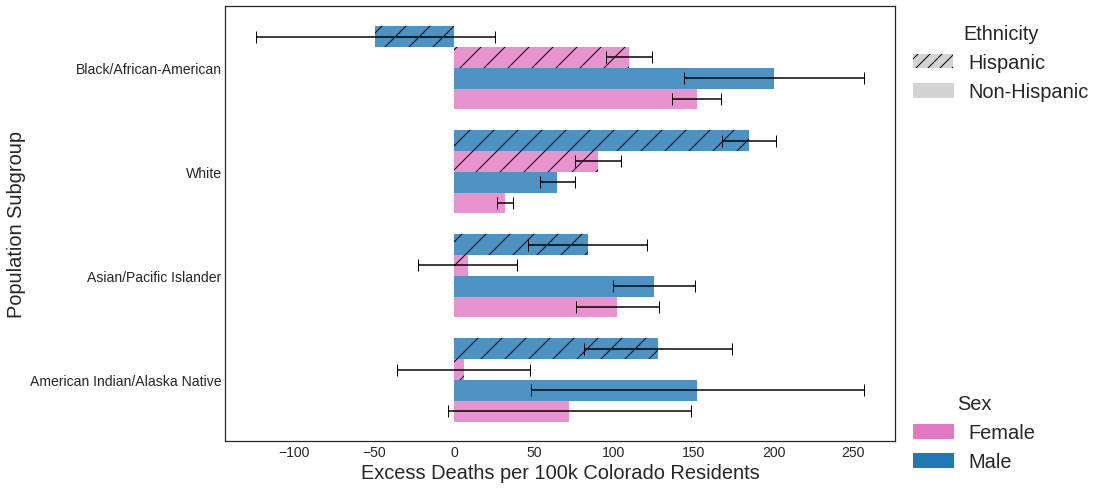 Population Subgroup
Black/African-American
White
Asian/Pacific Islander
American Indian/Alaska Native
−100 −50 0 50 100 150 200 250
Excess Deaths per 100k Colorado Residents
Ethnicity
Hispanic
Non-Hispanic
Sex
Female
Male